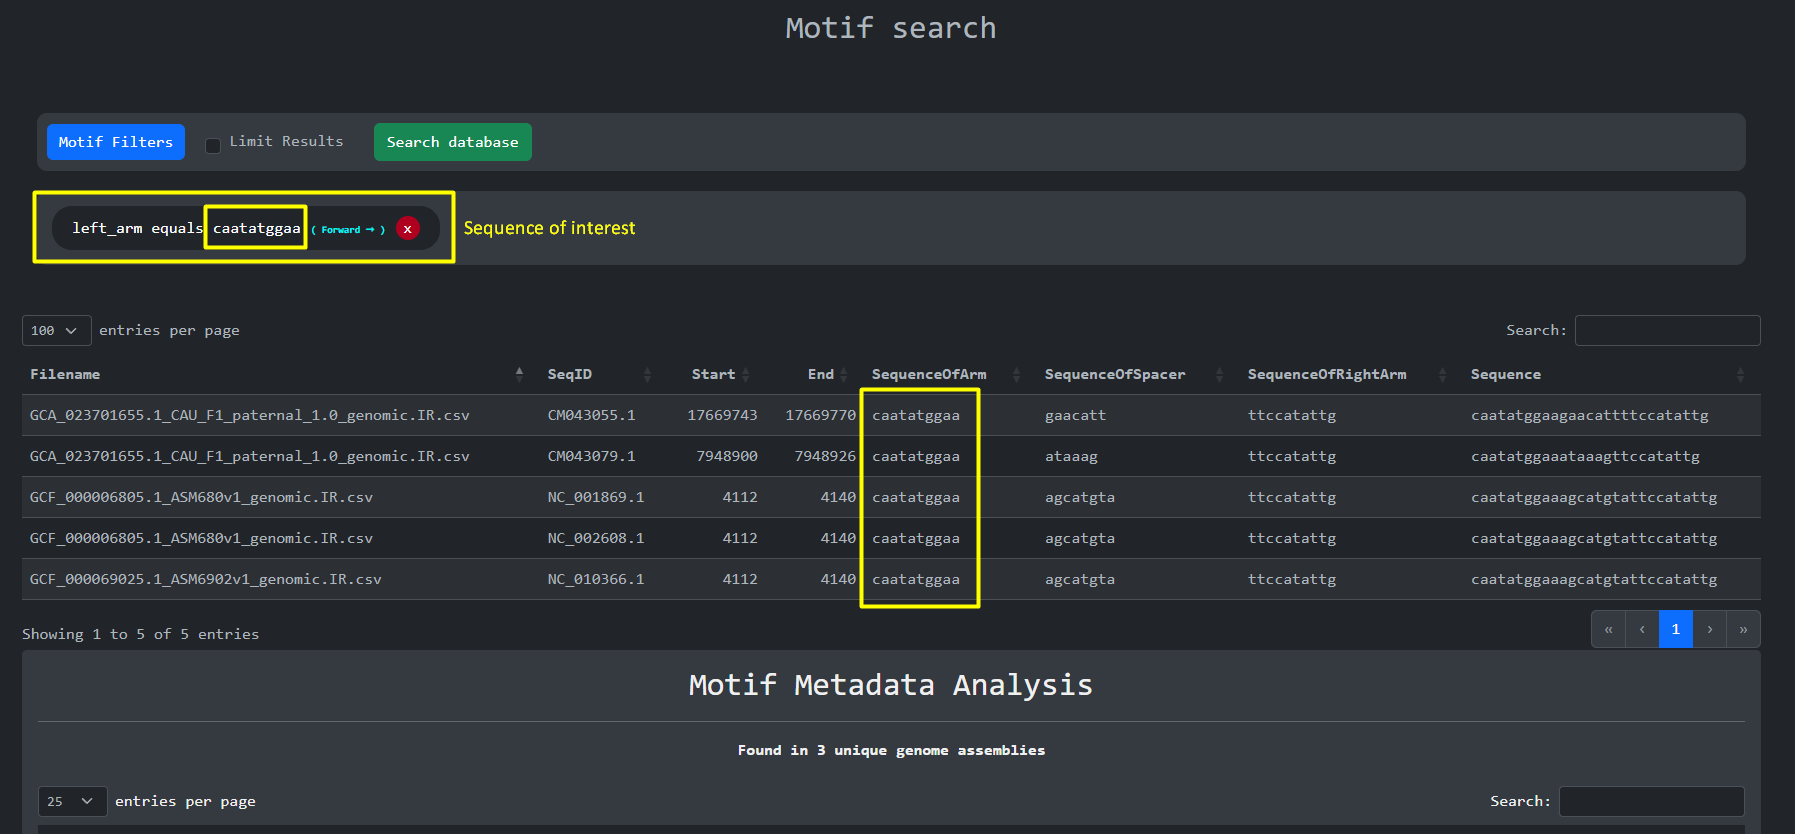 Motif search
Motif Filters Limit Results Search database
left_arm equals caatatggaa ( Forward → ) x Sequence of interest
100 entries per page Search:
Filename SeqID Start End SequenceOfArm SequenceOfSpacer SequenceOfRightArm Sequence
GCA_023701655.1_CAU_F1_paternal_1.0_genomic.IR.csv CM043055.1 17669743 17669770 caatatggaa gaacatt ttccatattg caatatggaagaacattttccatattg
GCA_023701655.1_CAU_F1_paternal_1.0_genomic.IR.csv CM043079.1 7948900 7948926 caatatggaa ataaag ttccatattg caatatggaaataaagttccatattg
GCF_000006805.1_ASM680v1_genomic.IR.csv NC_001869.1 4112 4140 caatatggaa agcatgta ttccatattg caatatggaaagcatgtattccatattg
GCF_000006805.1_ASM680v1_genomic.IR.csv NC_002608.1 4112 4140 caatatggaa agcatgta ttccatattg caatatggaaagcatgtattccatattg
GCF_000069025.1_ASM6902v1_genomic.IR.csv NC_010366.1 4112 4140 caatatggaa agcatgta ttccatattg caatatggaaagcatgtattccatattg
Showing 1 to 5 of 5 entries « ‹ 1 › »
Motif Metadata Analysis
Found in 3 unique genome assemblies
25 entries per page Search: